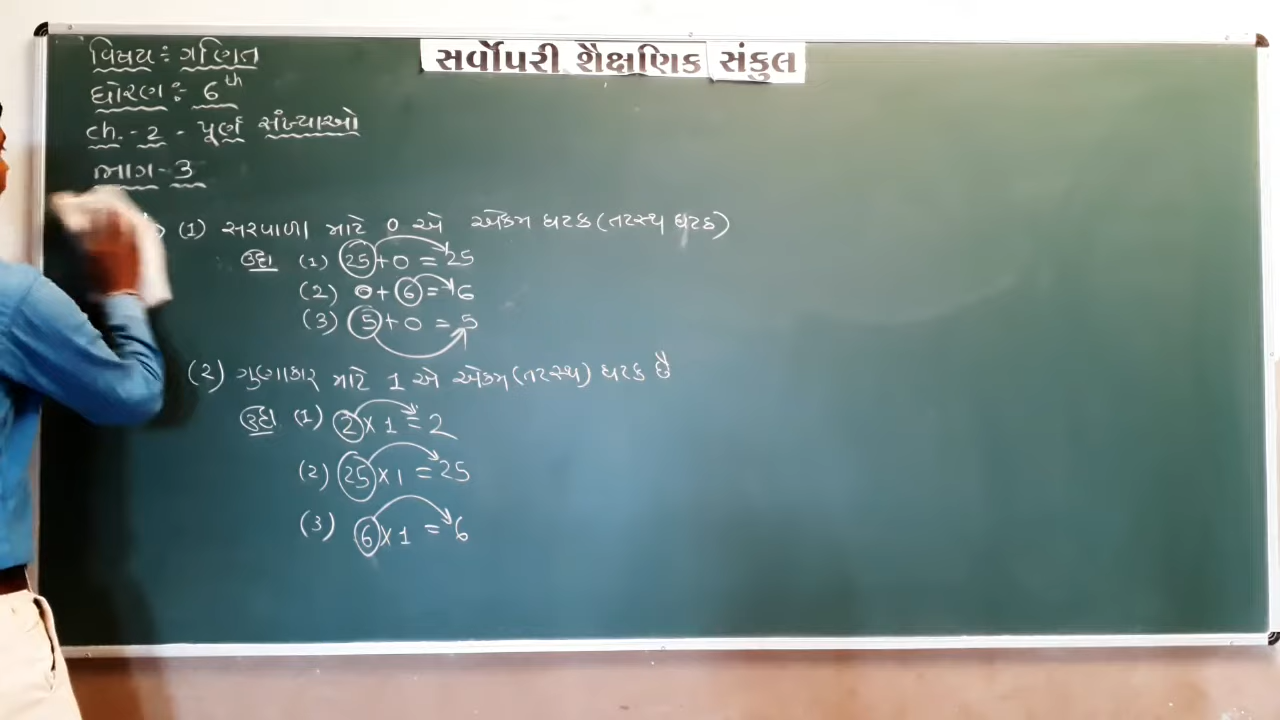 સર્વોપરી શૈક્ષણિક સંકુલ
વિષય : ગણિત
ધોરણ : 6th
ch. - 2 - પૂર્ણ સંખ્યાઓ
ભાગ - 3
(1) સરવાળા માટે 0 એ એકમ ઘટક (તટસ્થ ઘટક)
ઉદા (1) 25 + 0 = 25
(2) 0 + 6 = 6
(3) 5 + 0 = 5
(2) ગુણાકાર માટે 1 એ એકમ (તટસ્થ) ઘટક છે
ઉદા (1) 2 x 1 = 2
(2) 25 x 1 = 25
(3) 6 x 1 = 6